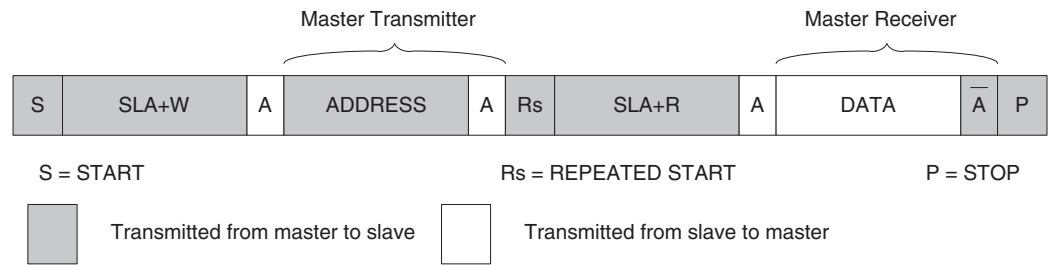 Master Transmitter Master Receiver
S SLA+W A ADDRESS A Rs SLA+R A DATA A̅ P
S = START Rs = REPEATED START P = STOP
Transmitted from master to slave Transmitted from slave to master